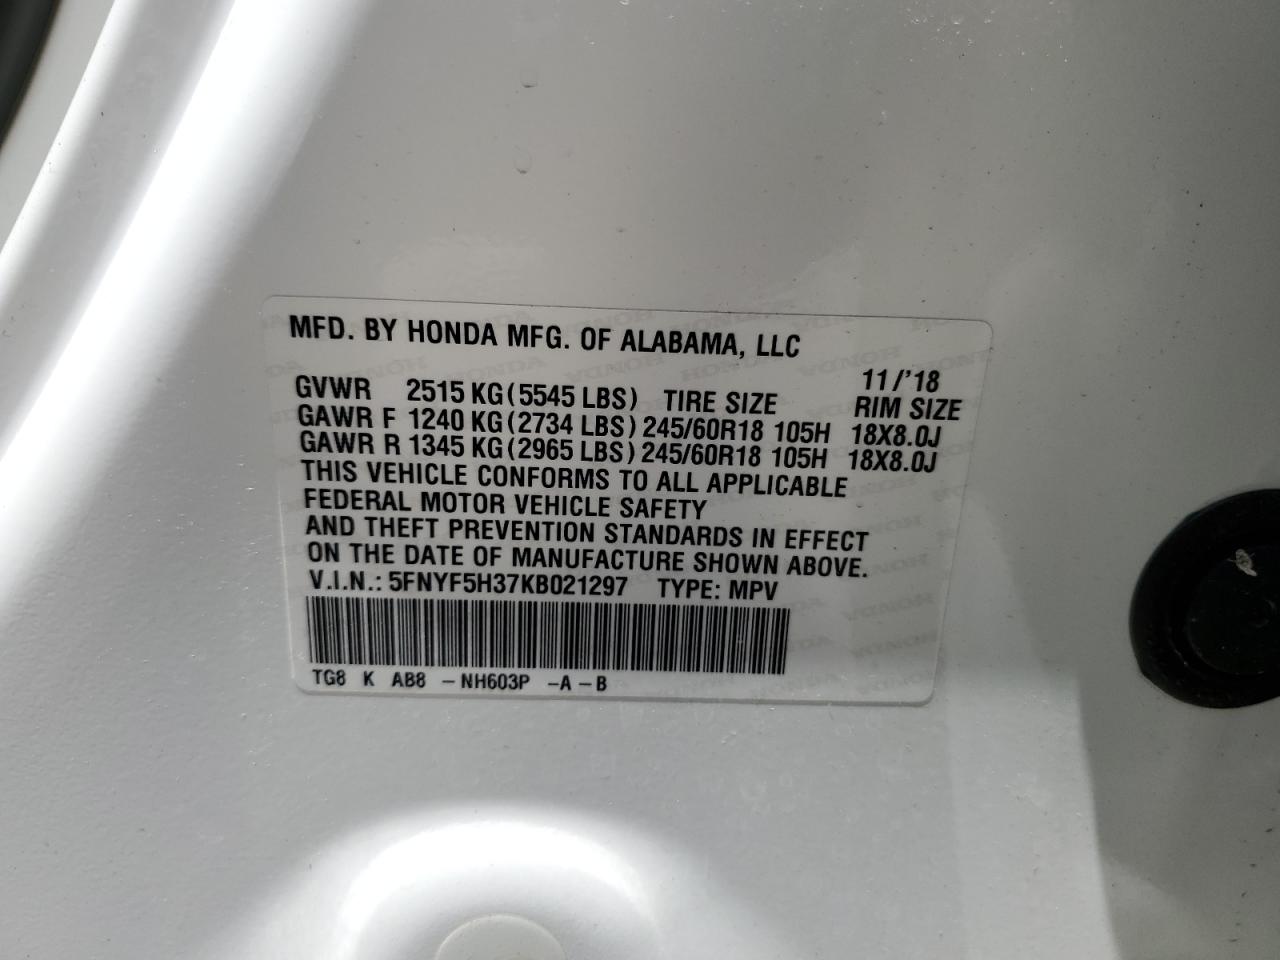 MFD. BY HONDA MFG. OF ALABAMA, LLC
11/'18
GVWR 2515 KG (5545 LBS) TIRE SIZE RIM SIZE
GAWR F 1240 KG (2734 LBS) 245/60R18 105H 18X8.0J
GAWR R 1345 KG (2965 LBS) 245/60R18 105H 18X8.0J
THIS VEHICLE CONFORMS TO ALL APPLICABLE
FEDERAL MOTOR VEHICLE SAFETY
AND THEFT PREVENTION STANDARDS IN EFFECT
ON THE DATE OF MANUFACTURE SHOWN ABOVE.
V.I.N.: 5FNYF5H37KB021297 TYPE: MPV
TG8 K AB8 -NH603P -A-B